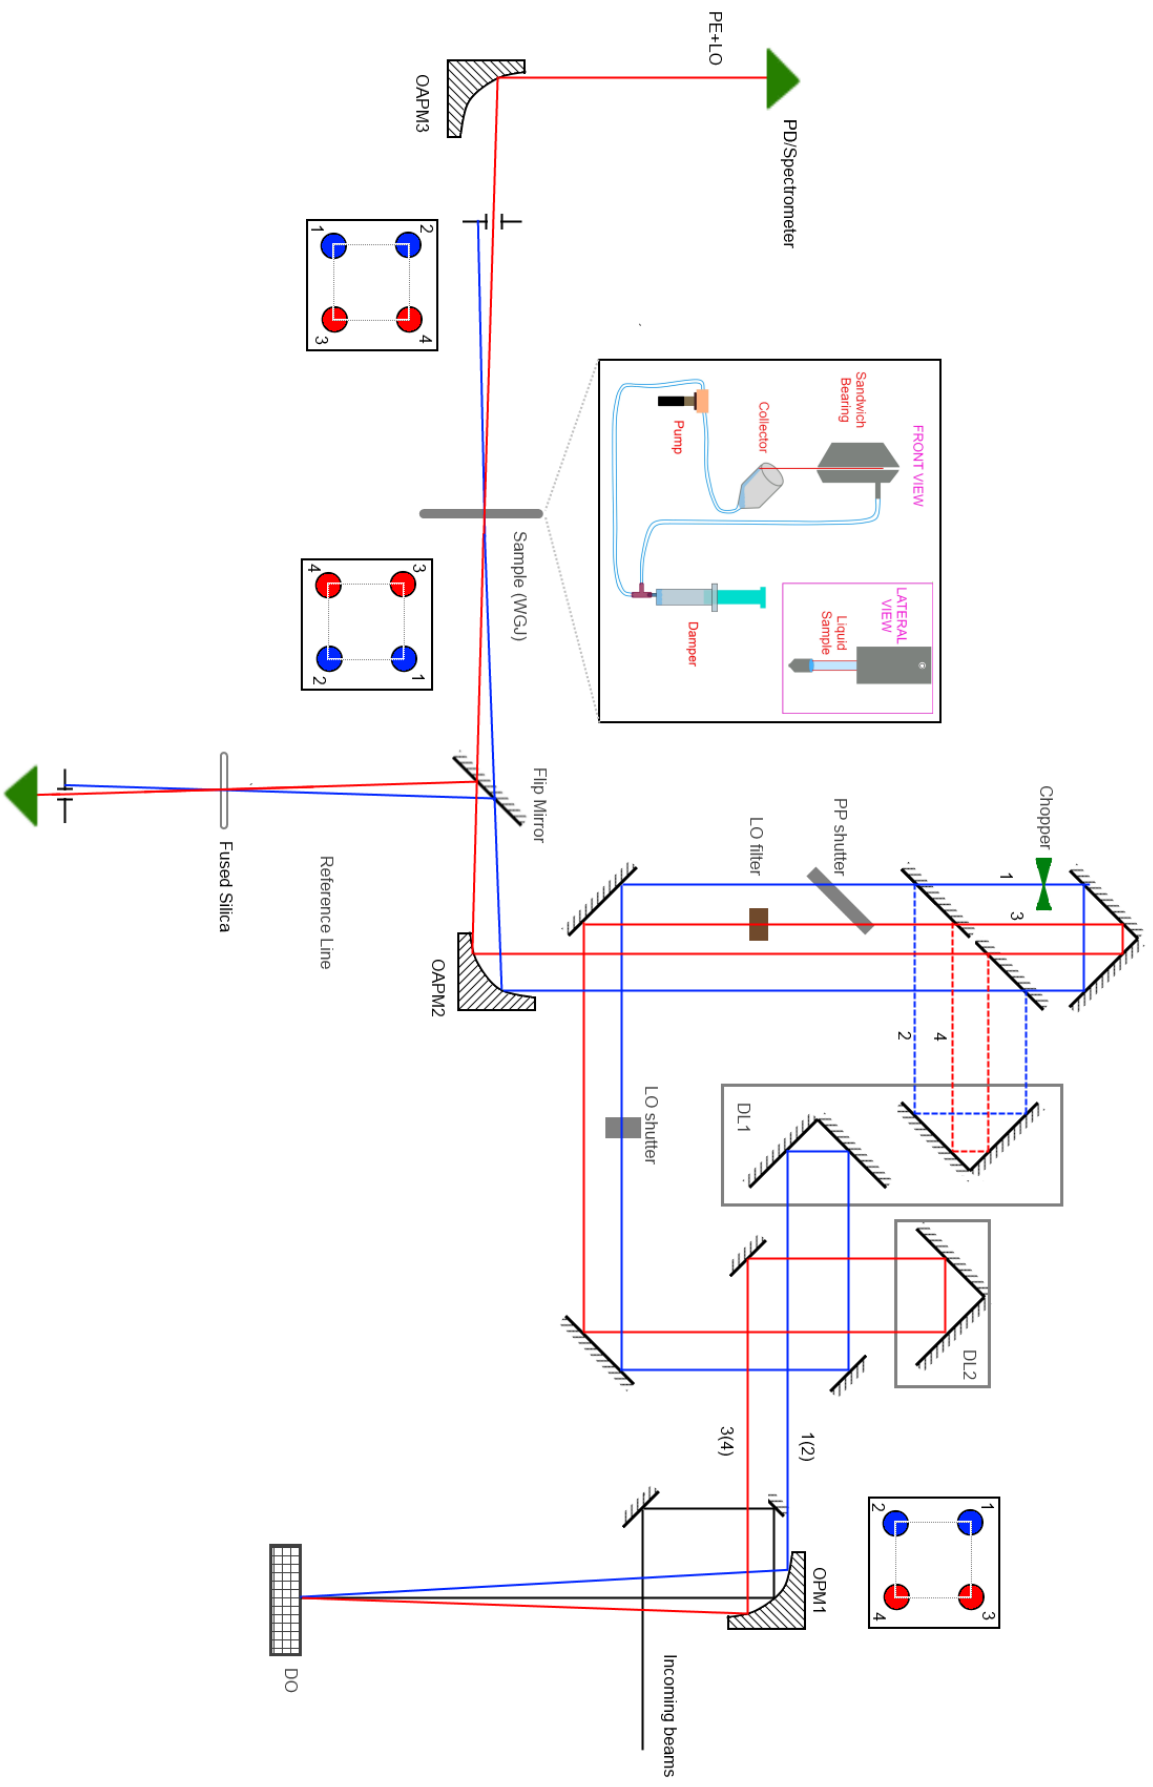 PE+LO
PD/Spectrometer
OAPM3
2
1
4
3
Sandwich
Bearing
FRONT VIEW
Collector
Pump
LATERAL
VIEW
Liquid
Sample
Damper
Sample (WGJ)
3
4
1
2
Flip Mirror
Fused Silica
Reference Line
OAPM2
Chopper
PP shutter
LO filter
1
3
2
4
LO shutter
DL1
DL2
1(2)
3(4)
1
2
3
4
OPM1
DO
Incoming beams